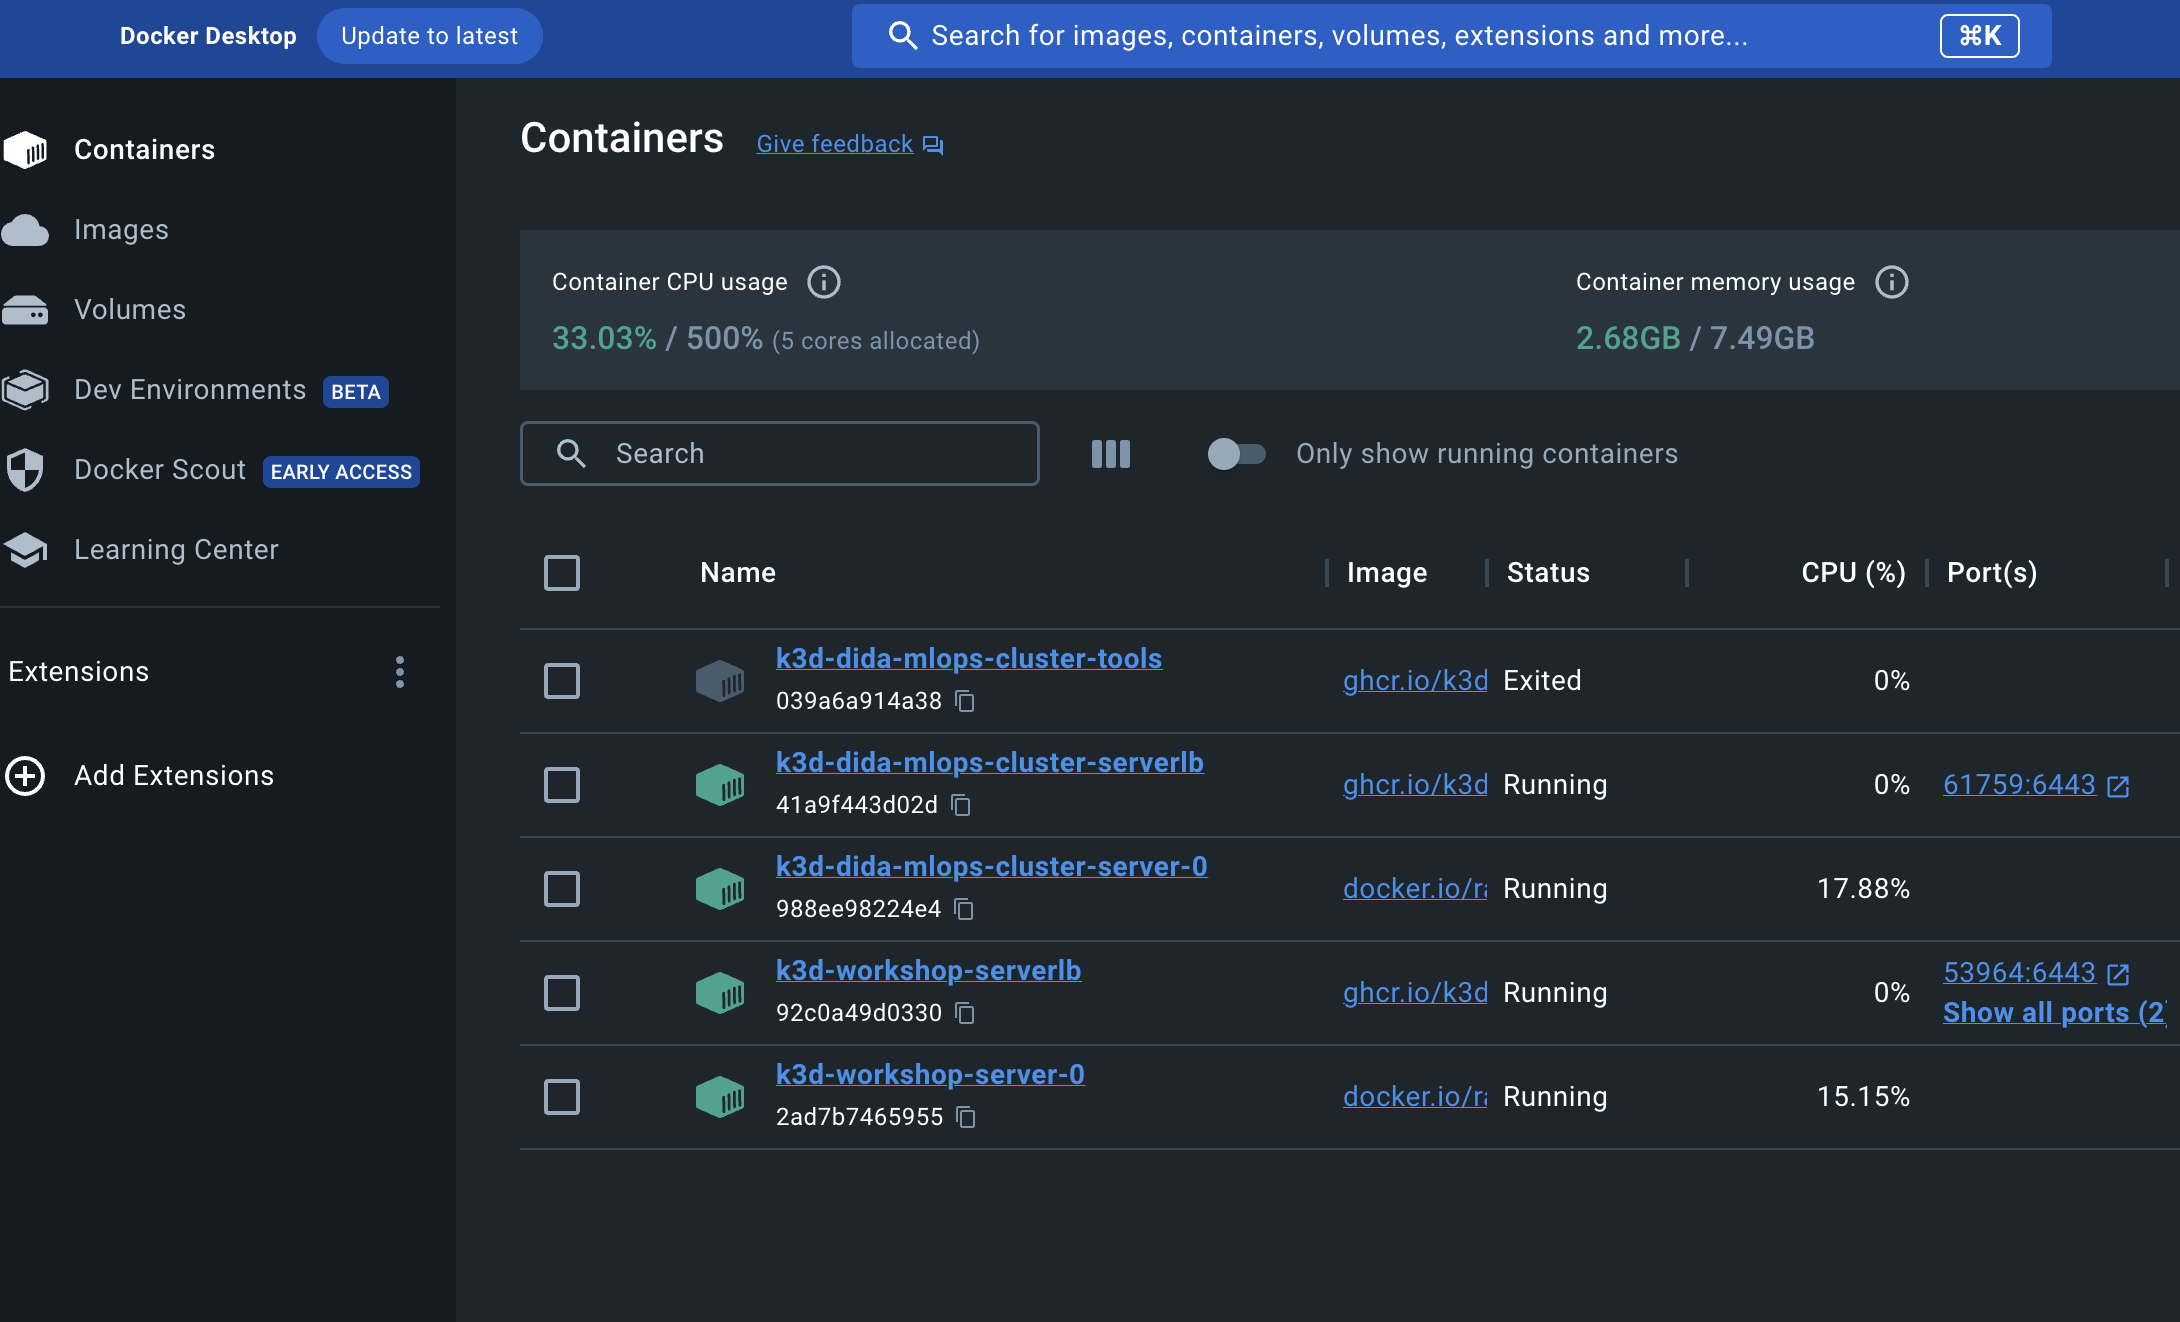 Docker Desktop
Update to latest
Search for images, containers, volumes, extensions and more...
⌘K
Containers
Images
Volumes
Dev Environments BETA
Docker Scout EARLY ACCESS
Learning Center
Extensions
Add Extensions
Containers
Give feedback
Container CPU usage
33.03% / 500% (5 cores allocated)
Container memory usage
2.68GB / 7.49GB
Search
Only show running containers
Name Image Status CPU (%) Port(s)
k3d-dida-mlops-cluster-tools
039a6a914a38
ghcr.io/k3d Exited 0%
k3d-dida-mlops-cluster-serverlb
41a9f443d02d
ghcr.io/k3d Running 0% 61759:6443
k3d-dida-mlops-cluster-server-0
988ee98224e4
docker.io/ra Running 17.88%
k3d-workshop-serverlb
92c0a49d0330
ghcr.io/k3d Running 0% 53964:6443
Show all ports (2)
k3d-workshop-server-0
2ad7b7465955
docker.io/ra Running 15.15%